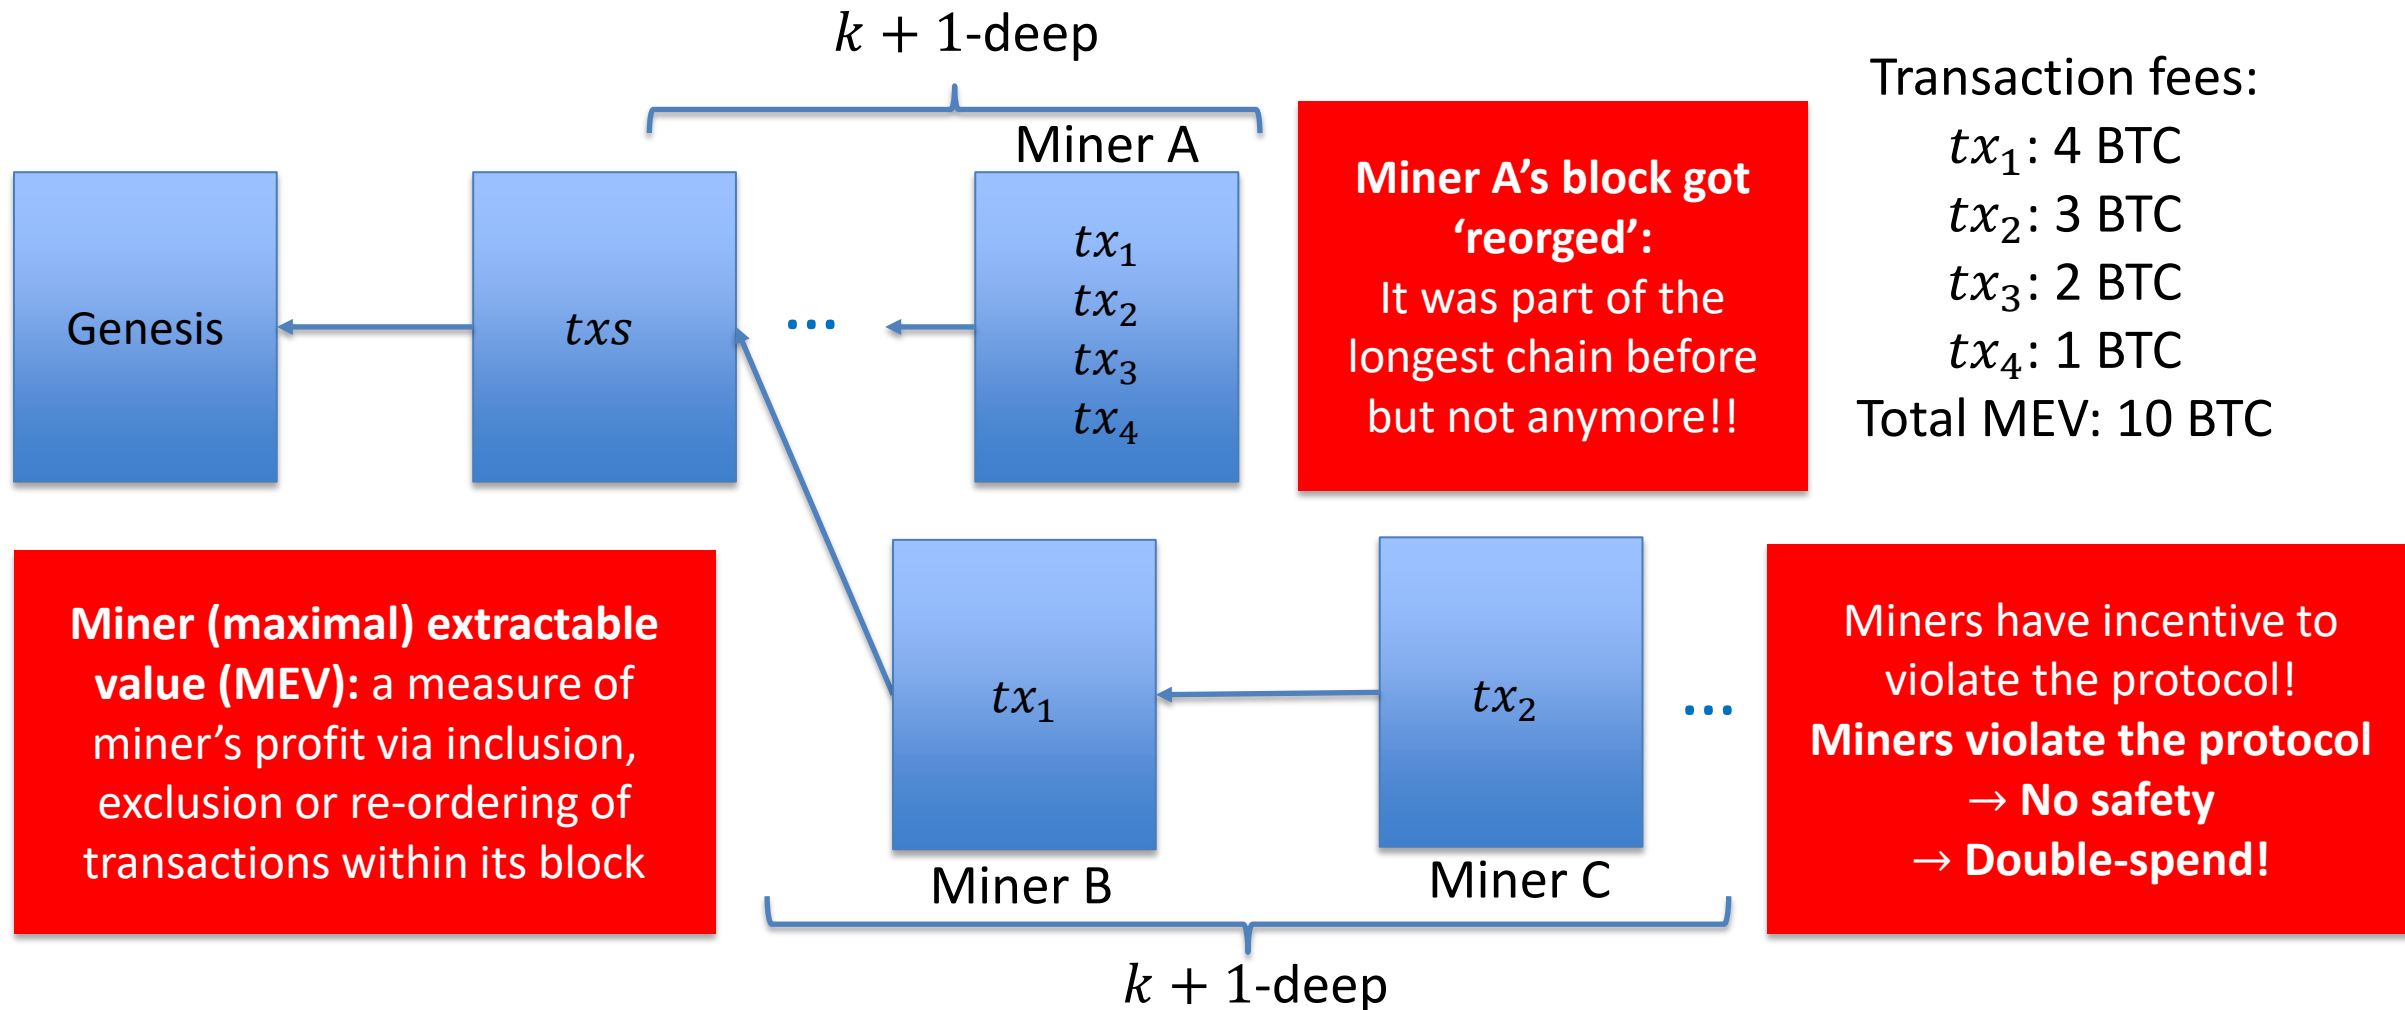 k + 1-deep
Miner A
Genesis
txs
...
tx₁
tx₂
tx₃
tx₄
Miner A’s block got
‘reorged’:
It was part of the
longest chain before
but not anymore!!
Transaction fees:
tx₁: 4 BTC
tx₂: 3 BTC
tx₃: 2 BTC
tx₄: 1 BTC
Total MEV: 10 BTC
Miner (maximal) extractable
value (MEV): a measure of
miner’s profit via inclusion,
exclusion or re-ordering of
transactions within its block
tx₁
Miner B
tx₂
Miner C
...
k + 1-deep
Miners have incentive to
violate the protocol!
Miners violate the protocol
→ No safety
→ Double-spend!